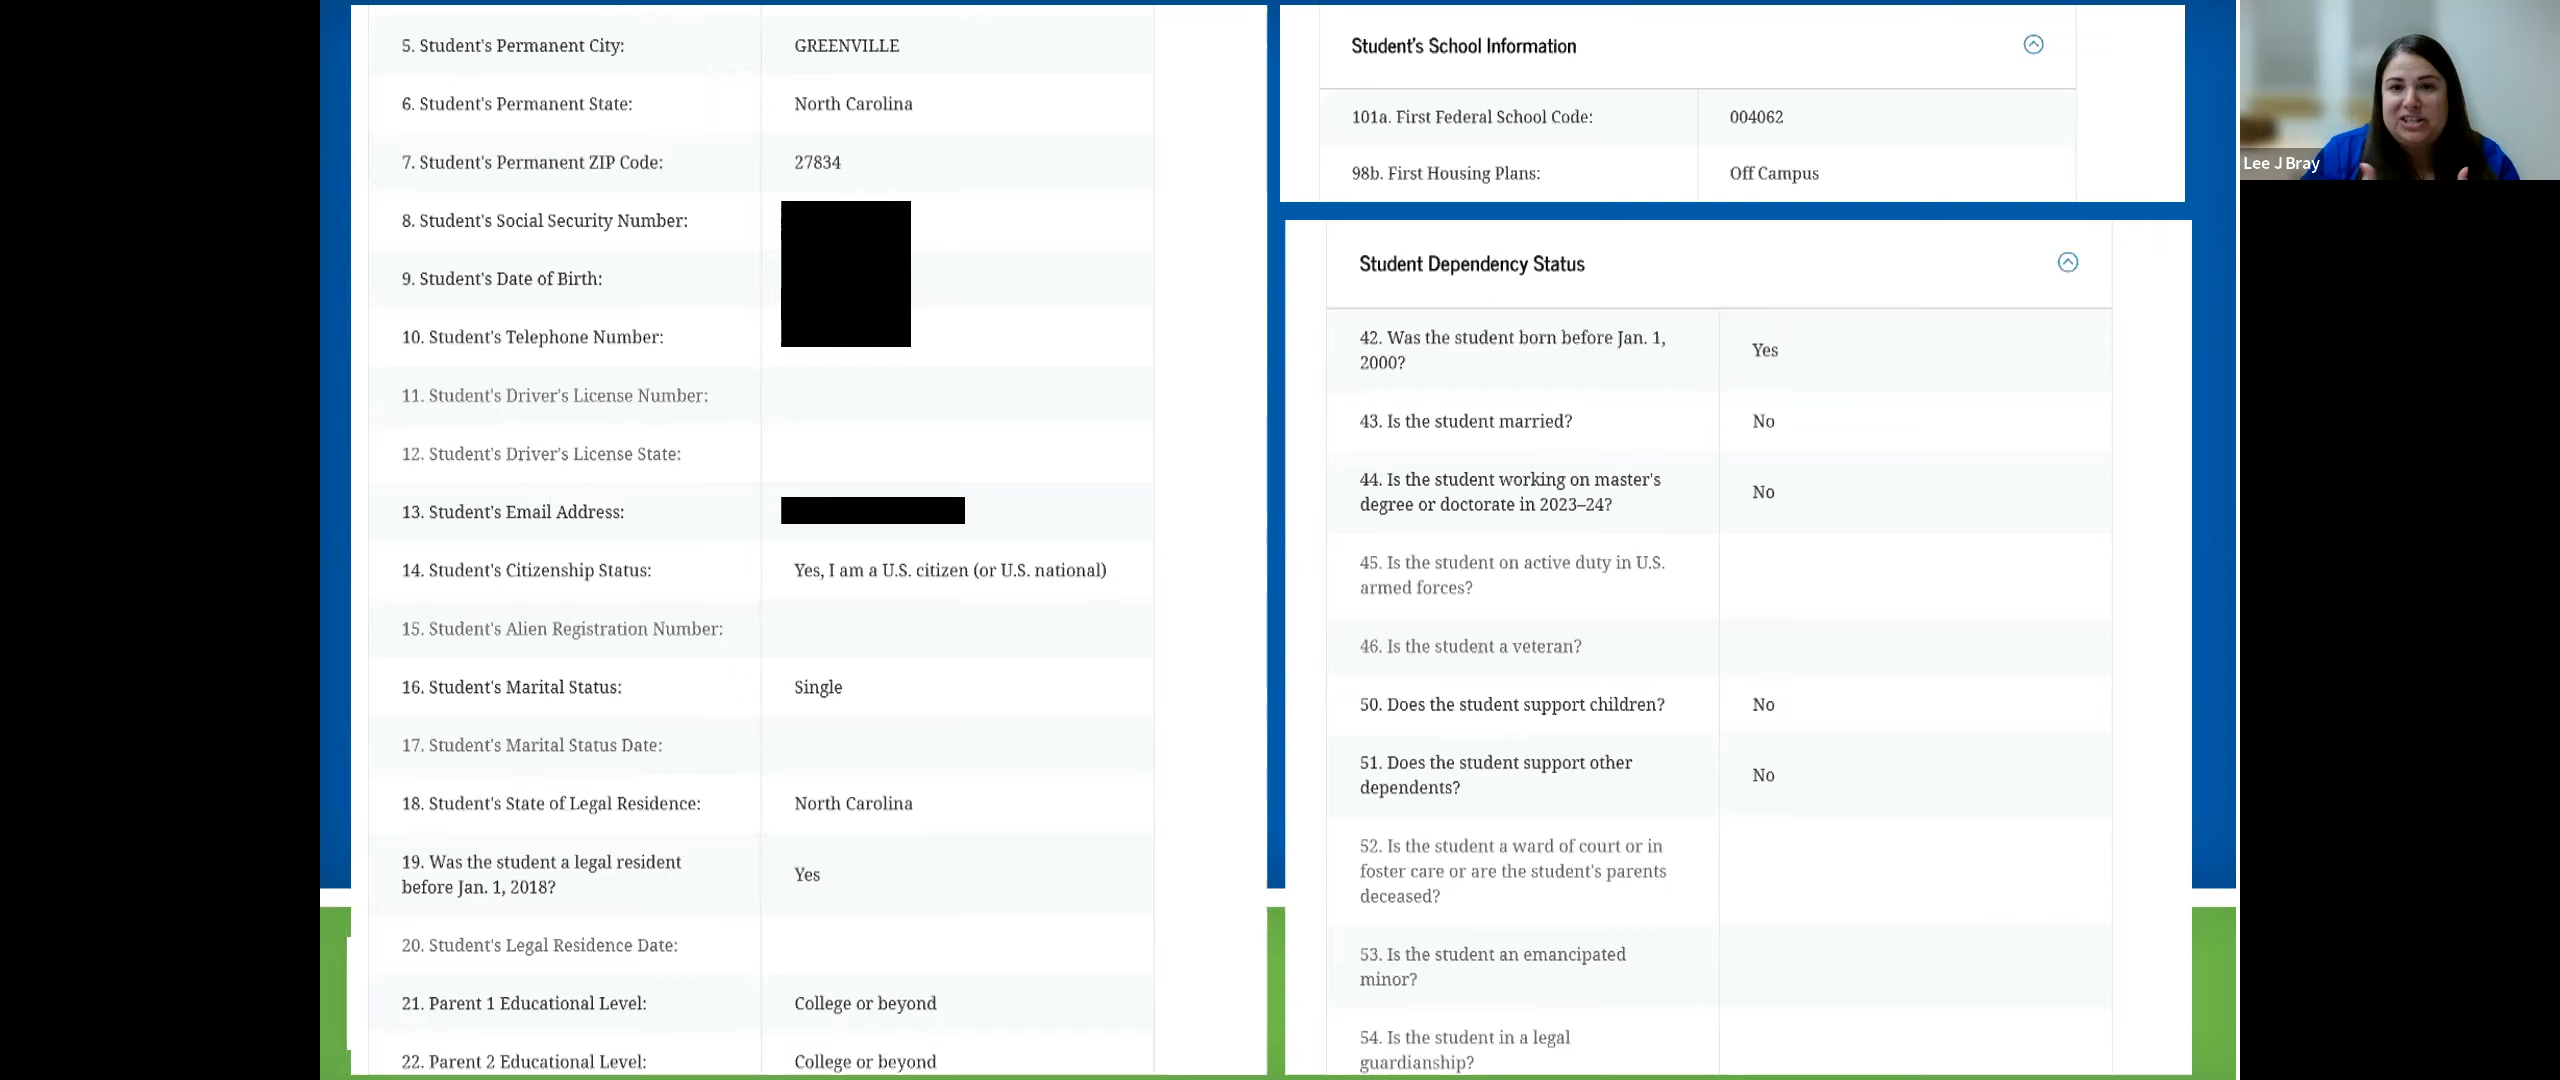 5. Student's Permanent City: GREENVILLE
6. Student's Permanent State: North Carolina
7. Student's Permanent ZIP Code: 27834
8. Student's Social Security Number:
9. Student's Date of Birth:
10. Student's Telephone Number:
11. Student's Driver's License Number:
12. Student's Driver's License State:
13. Student's Email Address:
14. Student's Citizenship Status: Yes, I am a U.S. citizen (or U.S. national)
15. Student's Alien Registration Number:
16. Student's Marital Status: Single
17. Student's Marital Status Date:
18. Student's State of Legal Residence: North Carolina
19. Was the student a legal resident
before Jan. 1, 2018?
Yes
20. Student's Legal Residence Date:
21. Parent 1 Educational Level: College or beyond
22. Parent 2 Educational Level: College or beyond
Student's School Information
101a. First Federal School Code: 004062
98b. First Housing Plans: Off Campus
Student Dependency Status
42. Was the student born before Jan. 1,
2000?
Yes
43. Is the student married? No
44. Is the student working on master's
degree or doctorate in 2023–24?
No
45. Is the student on active duty in U.S.
armed forces?
46. Is the student a veteran?
50. Does the student support children? No
51. Does the student support other
dependents?
No
52. Is the student a ward of court or in
foster care or are the student's parents
deceased?
53. Is the student an emancipated
minor?
54. Is the student in a legal
guardianship?
Lee J Bray